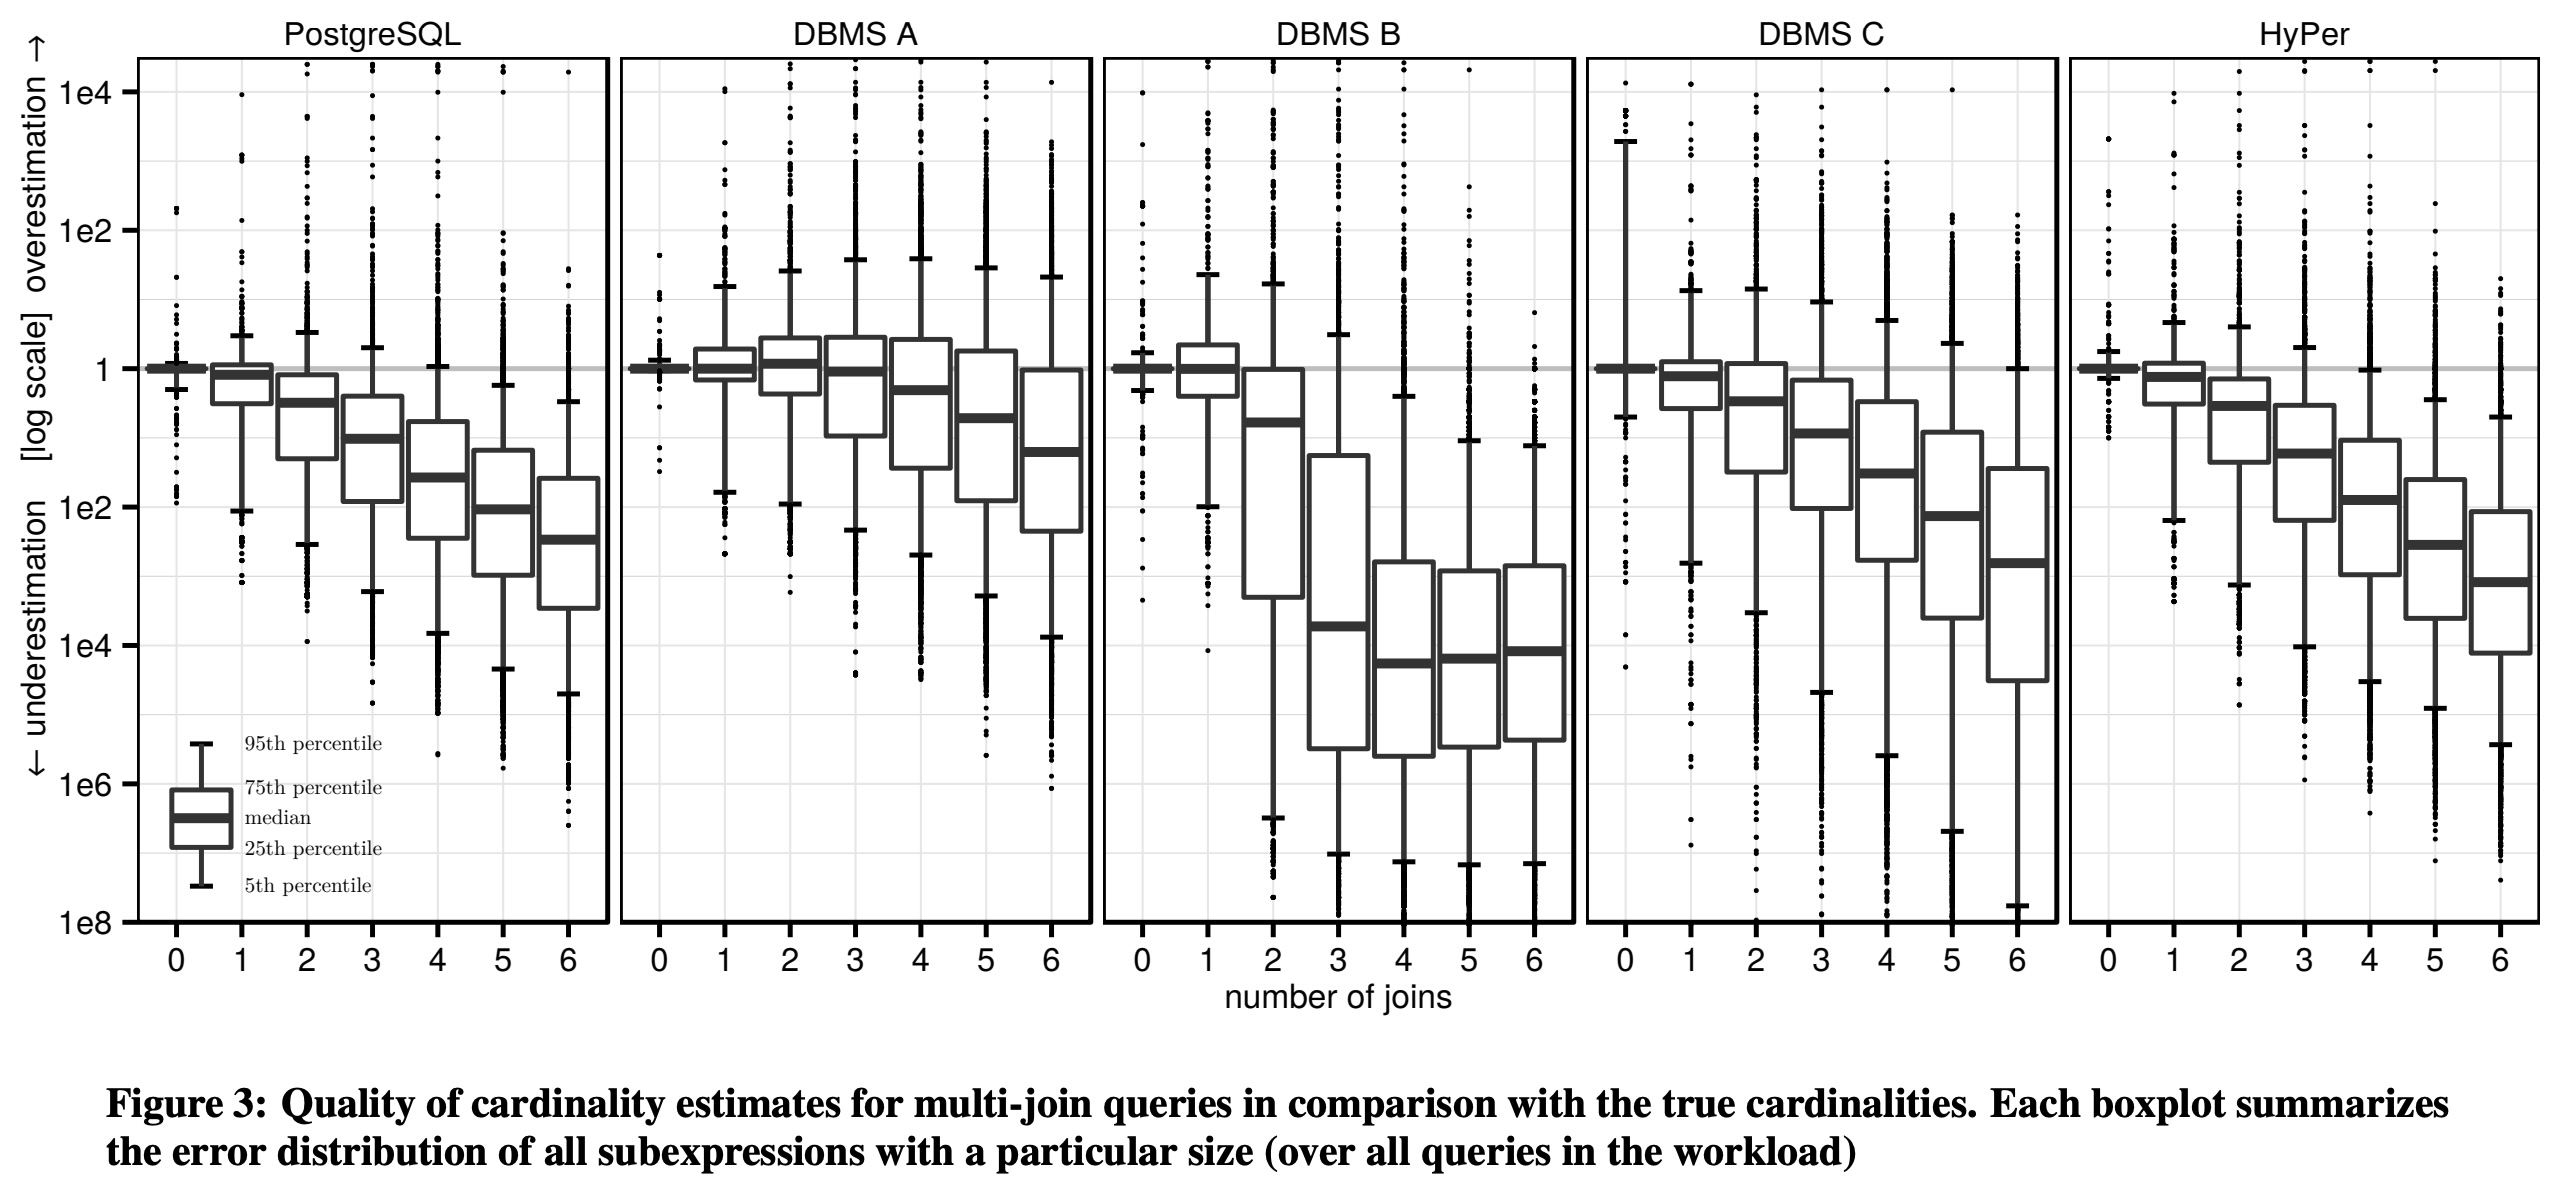 PostgreSQL
DBMS A
DBMS B
DBMS C
HyPer
← underestimation [log scale] overestimation →
1e4
1e2
1
1e2
1e4
1e6
1e8
95th percentile
75th percentile
median
25th percentile
5th percentile
0 1 2 3 4 5 6
0 1 2 3 4 5 6
0 1 2 3 4 5 6
0 1 2 3 4 5 6
0 1 2 3 4 5 6
number of joins
Figure 3: Quality of cardinality estimates for multi-join queries in comparison with the true cardinalities. Each boxplot summarizes
the error distribution of all subexpressions with a particular size (over all queries in the workload)